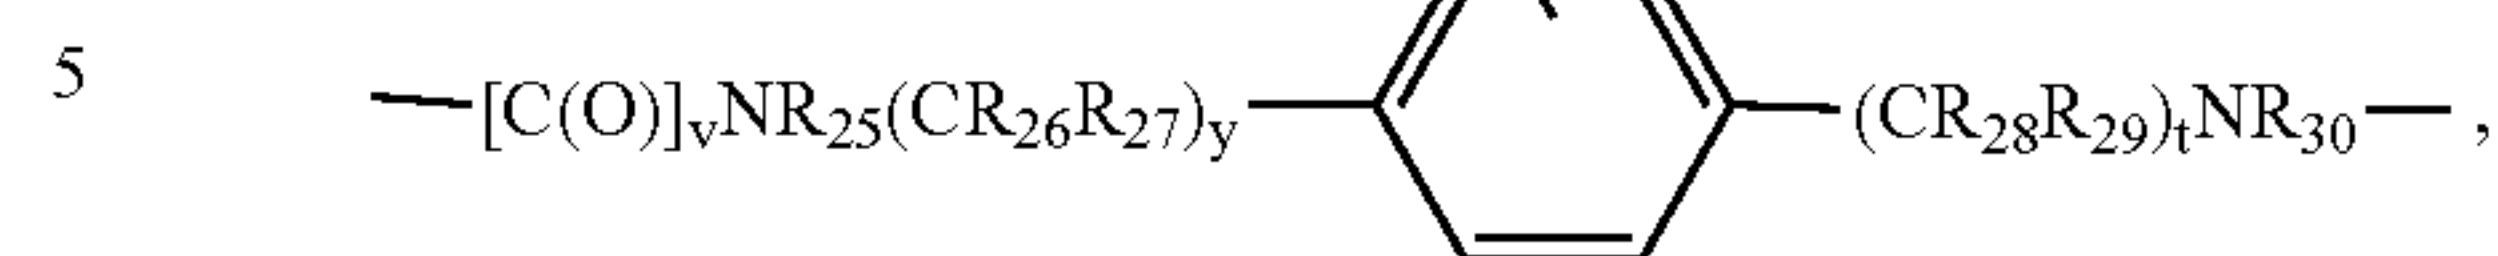 5 —[C(O)]vNR25(CR26R27)y— (CR28R29)tNR30— ,